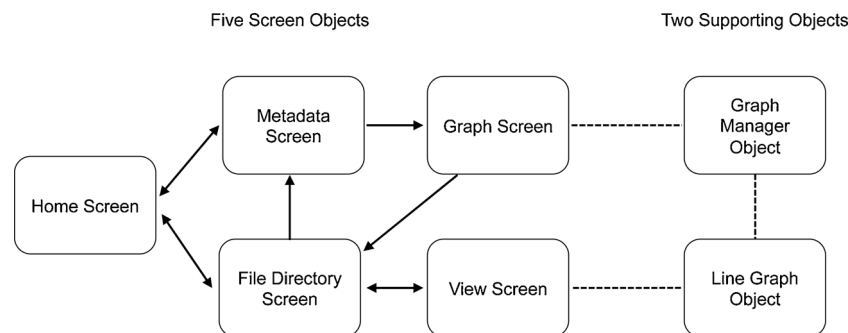 Five Screen Objects
Two Supporting Objects
Metadata
Screen
Graph Screen
Graph
Manager
Object
Home Screen
File Directory
Screen
View Screen
Line Graph
Object